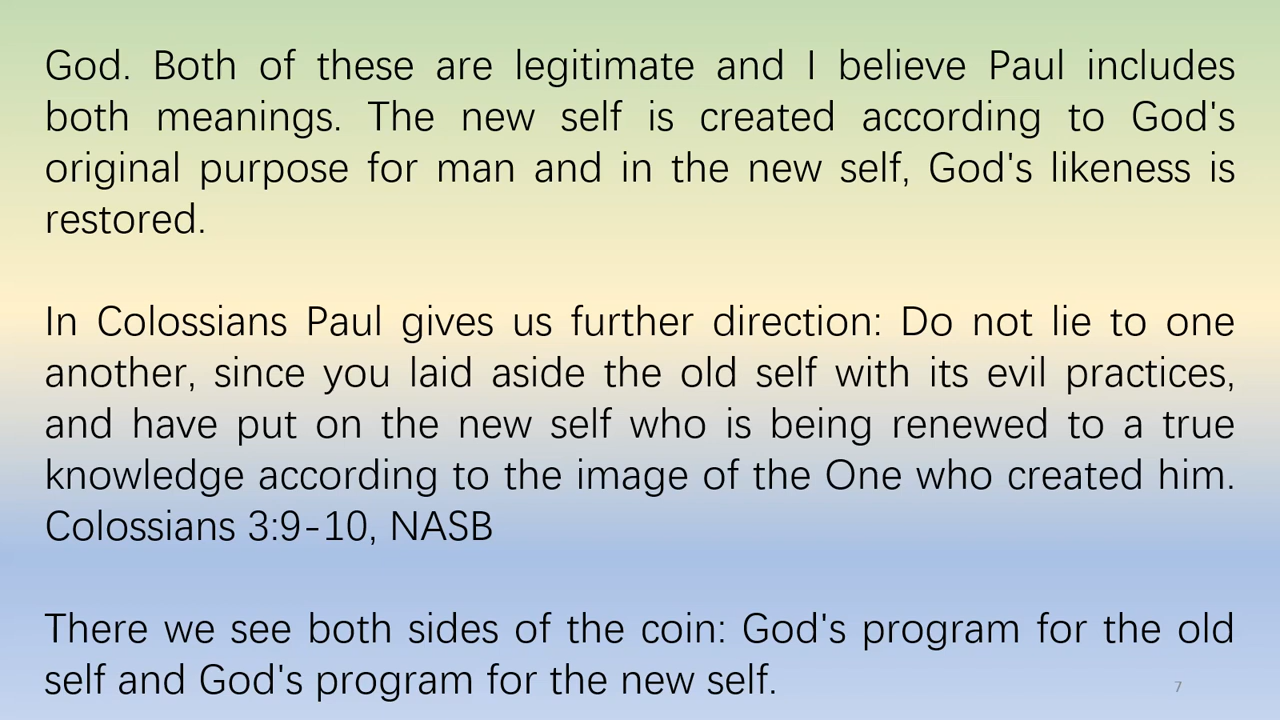 God. Both of these are legitimate and I believe Paul includes
both meanings. The new self is created according to God's
original purpose for man and in the new self, God's likeness is
restored.
In Colossians Paul gives us further direction: Do not lie to one
another, since you laid aside the old self with its evil practices,
and have put on the new self who is being renewed to a true
knowledge according to the image of the One who created him.
Colossians 3:9-10, NASB
There we see both sides of the coin: God's program for the old
self and God's program for the new self.
7